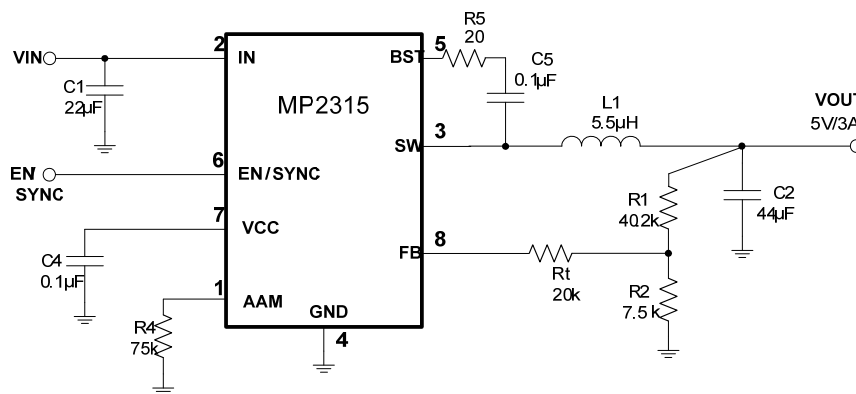 R5
20
2
5
C5
0.1µF
VIN
IN
BST
C1
22µF
MP2315
L1
5.5µH
VOUT
5V/3A
3
SW
6
EN/
SYNC
EN/SYNC
R1
40.2k
C2
44µF
7
VCC
8
FB
C4
0.1µF
Rt
20k
R2
7.5k
1
AAM
GND
R4
75k
4